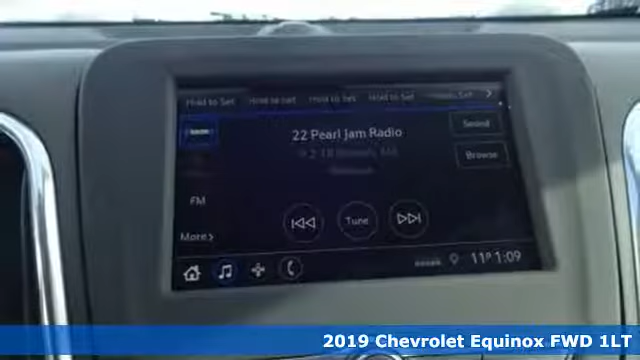 Hold to Set Hold to Set Hold to Set Hold to Set
22 Pearl Jam Radio
Sound
Browse
FM
Tune
More
11° 1:09
2019 Chevrolet Equinox FWD 1LT